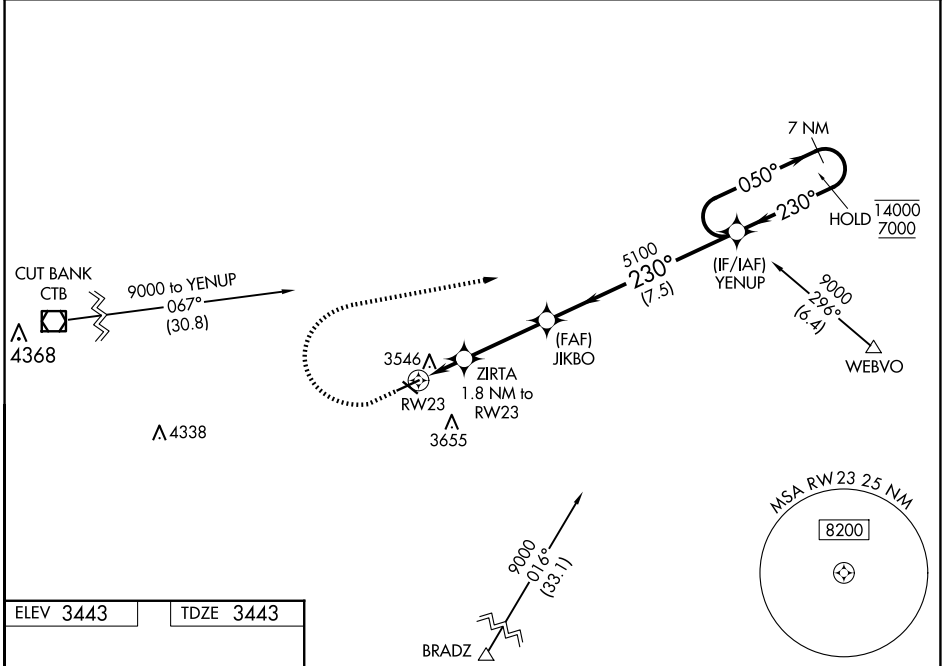 7 NM
050°
230°
HOLD
14000
7000
5100
230°
(7.5)
(IF/IAF)
YENUP
CUT BANK
CTB
9000 to YENUP
067°
(30.8)
9000
296°
(6.4)
4368
(FAF)
JIKBO
WEBVO
3546
ZIRTA
1.8 NM to
RW23
RW23
4338
3655
MSA RW 23 25 NM
8200
9000
016°
(33.1)
ELEV 3443
TDZE 3443
BRADZ